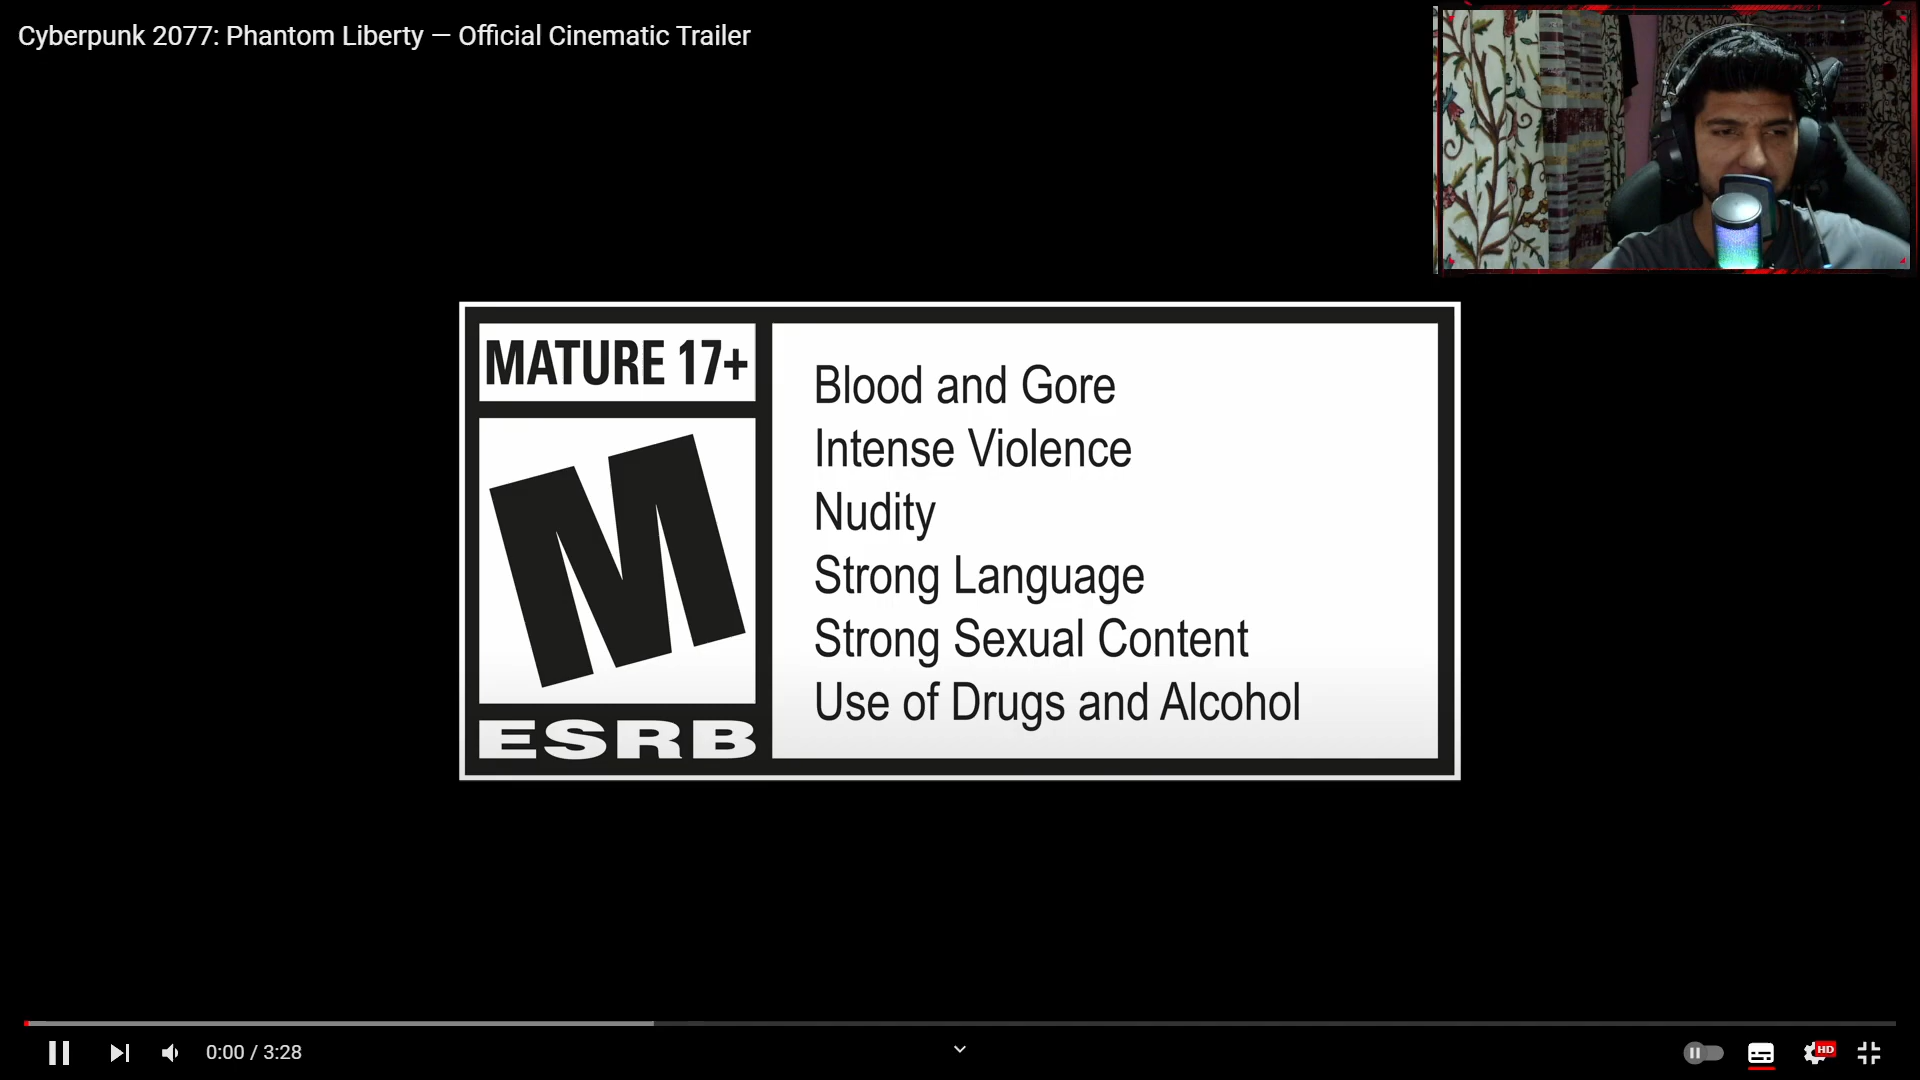 Cyberpunk 2077: Phantom Liberty — Official Cinematic Trailer
MATURE 17+
M
ESRB
Blood and Gore
Intense Violence
Nudity
Strong Language
Strong Sexual Content
Use of Drugs and Alcohol
0:00 / 3:28
HD